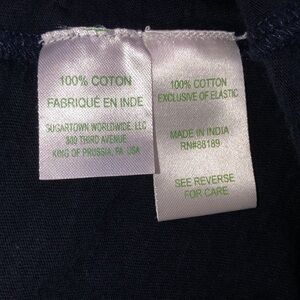 100% COTON
FABRIQUÉ EN INDE
SUGARTOWN WORLDWIDE, LLC
800 THIRD AVENUE
KING OF PRUSSIA, PA USA
100% COTTON
EXCLUSIVE OF ELASTIC
MADE IN INDIA
RN#88189
SEE REVERSE
FOR CARE